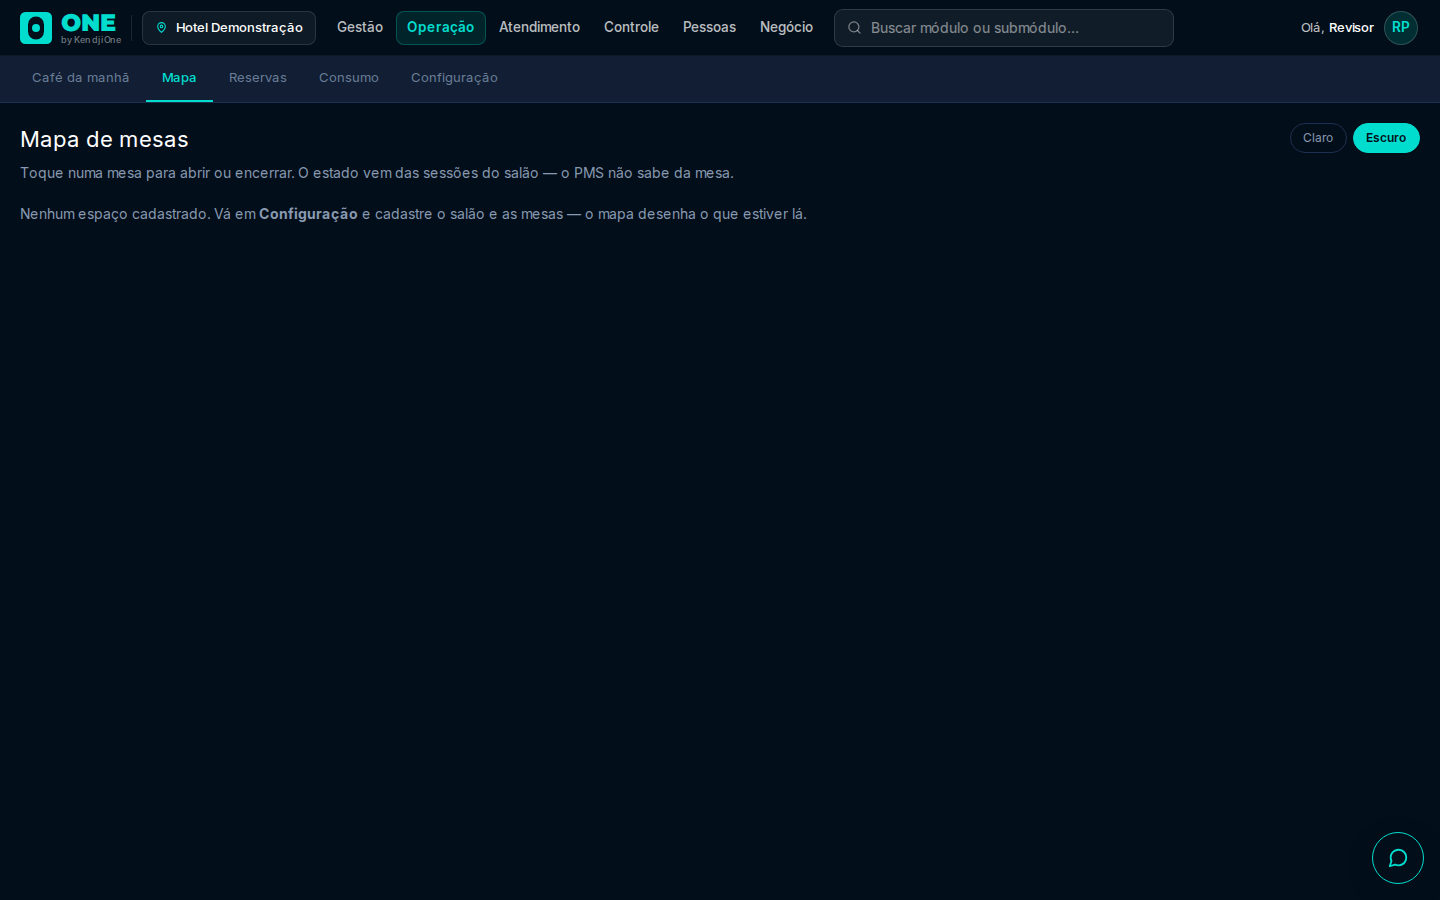 ONE
by KendjiOne
Hotel Demonstração
Gestão
Operação
Atendimento
Controle
Pessoas
Negócio
Buscar módulo ou submódulo...
Olá, Revisor
RP
Café da manhã
Mapa
Reservas
Consumo
Configuração
Mapa de mesas
Claro
Escuro
Toque numa mesa para abrir ou encerrar. O estado vem das sessões do salão — o PMS não sabe da mesa.
Nenhum espaço cadastrado. Vá em Configuração e cadastre o salão e as mesas — o mapa desenha o que estiver lá.